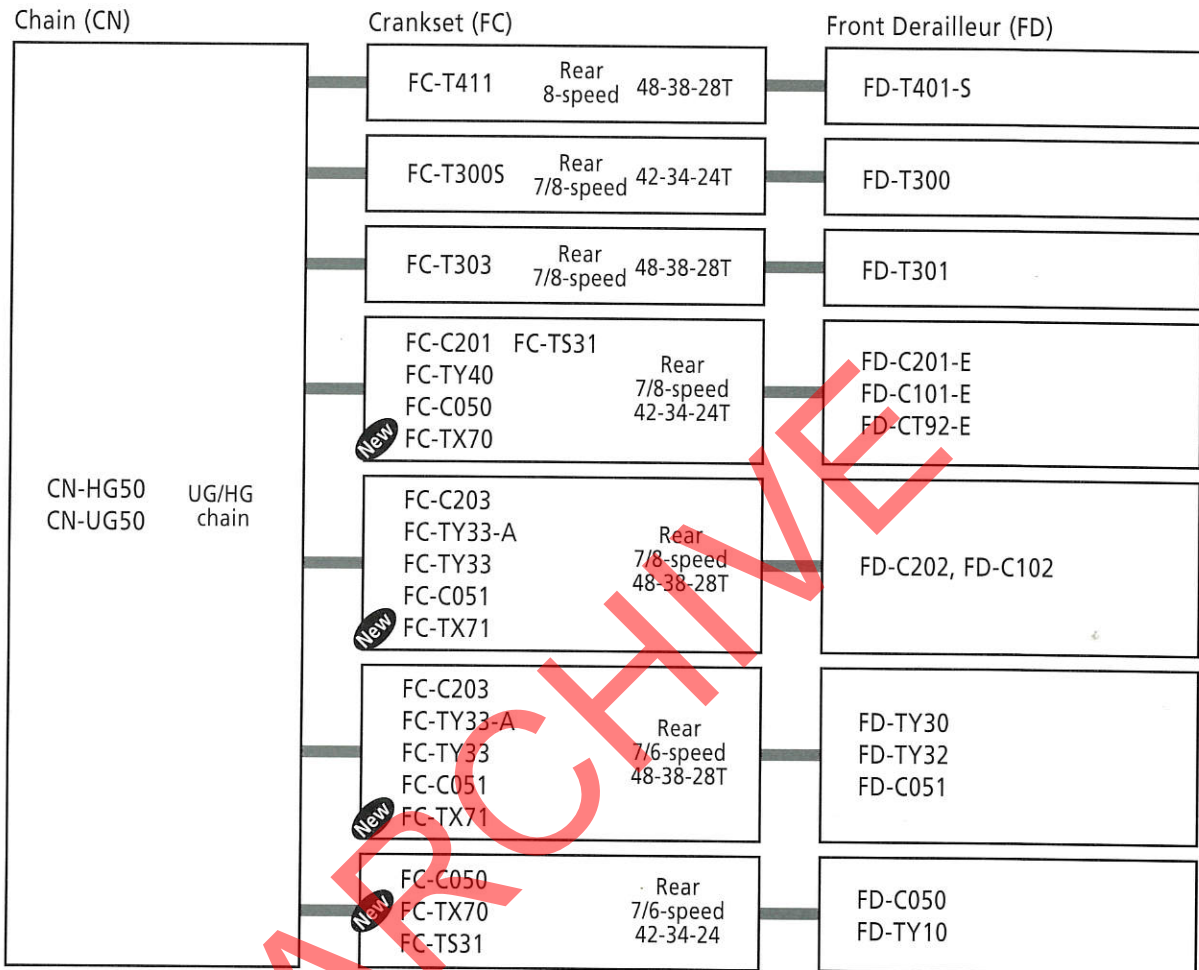 Chain (CN)
Crankset (FC)
Front Derailleur (FD)
CN-HG50
CN-UG50
UG/HG
chain
FC-T411
Rear
8-speed
48-38-28T
FD-T401-S
FC-T300S
Rear
7/8-speed
42-34-24T
FD-T300
FC-T303
Rear
7/8-speed
48-38-28T
FD-T301
FC-C201 FC-TS31
FC-TY40
FC-C050
New
FC-TX70
Rear
7/8-speed
42-34-24T
FD-C201-E
FD-C101-E
FD-CT92-E
FC-C203
FC-TY33-A
FC-TY33
FC-C051
New
FC-TX71
Rear
7/8-speed
48-38-28T
FD-C202, FD-C102
FC-C203
FC-TY33-A
FC-TY33
FC-C051
New
FC-TX71
Rear
7/6-speed
48-38-28T
FD-TY30
FD-TY32
FD-C051
FC-C050
New
FC-TX70
FC-TS31
Rear
7/6-speed
42-34-24
FD-C050
FD-TY10
ARCHIVE